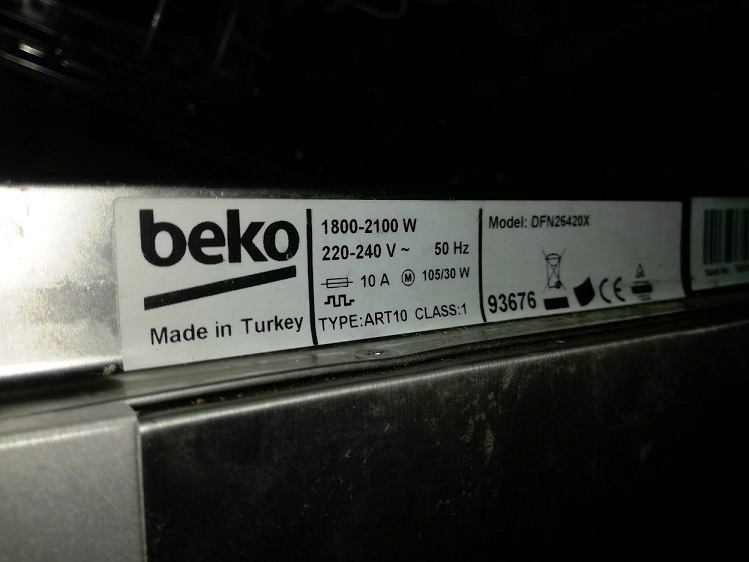 beko
Made in Turkey
1800-2100 W
220-240 V ~ 50 Hz
10 A M 105/30 W
TYPE:ART10 CLASS:1
Model: DFN26420X
93676
CE